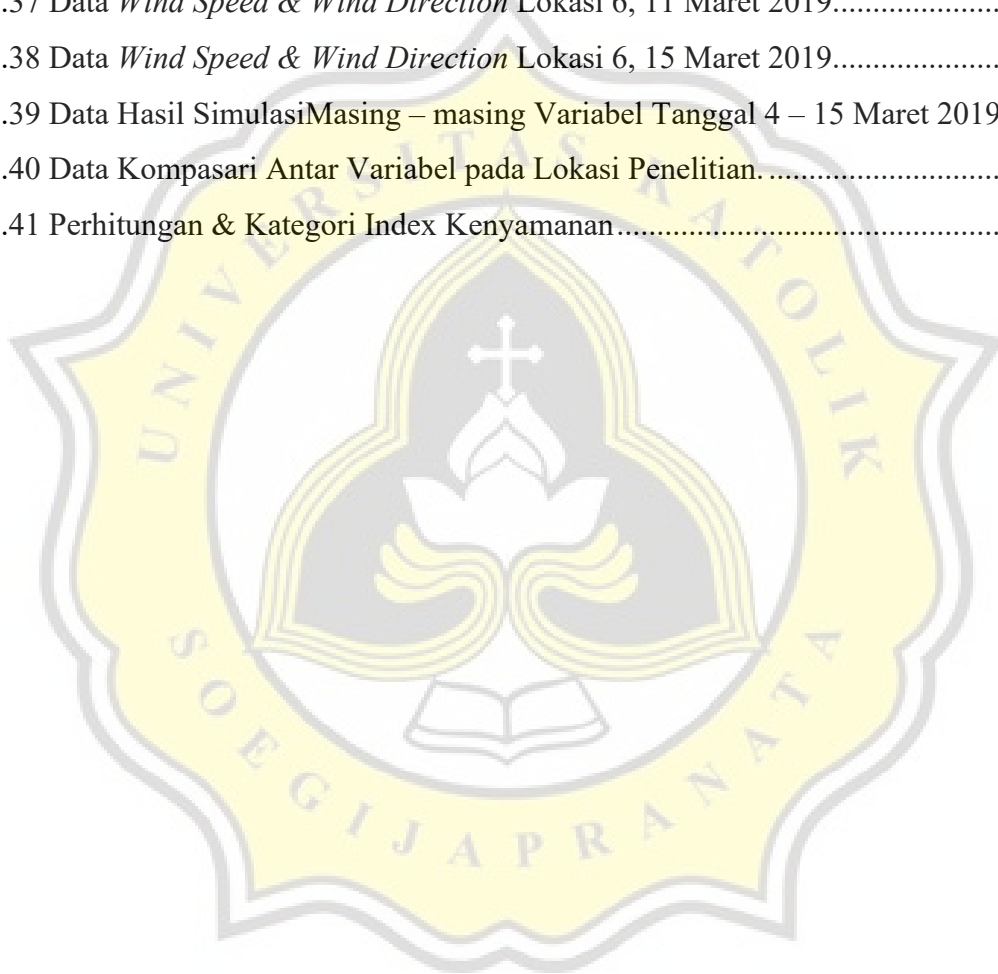 .37 Data Wind Speed & Wind Direction Lokasi 6, 11 Maret 2019....................
.38 Data Wind Speed & Wind Direction Lokasi 6, 15 Maret 2019....................
.39 Data Hasil SimulasiMasing – masing Variabel Tanggal 4 – 15 Maret 2019
.40 Data Kompasari Antar Variabel pada Lokasi Penelitian. ............................
.41 Perhitungan & Kategori Index Kenyamanan...............................................
UNIVERSITAS KATOLIK
SOEGIJAPRANATA